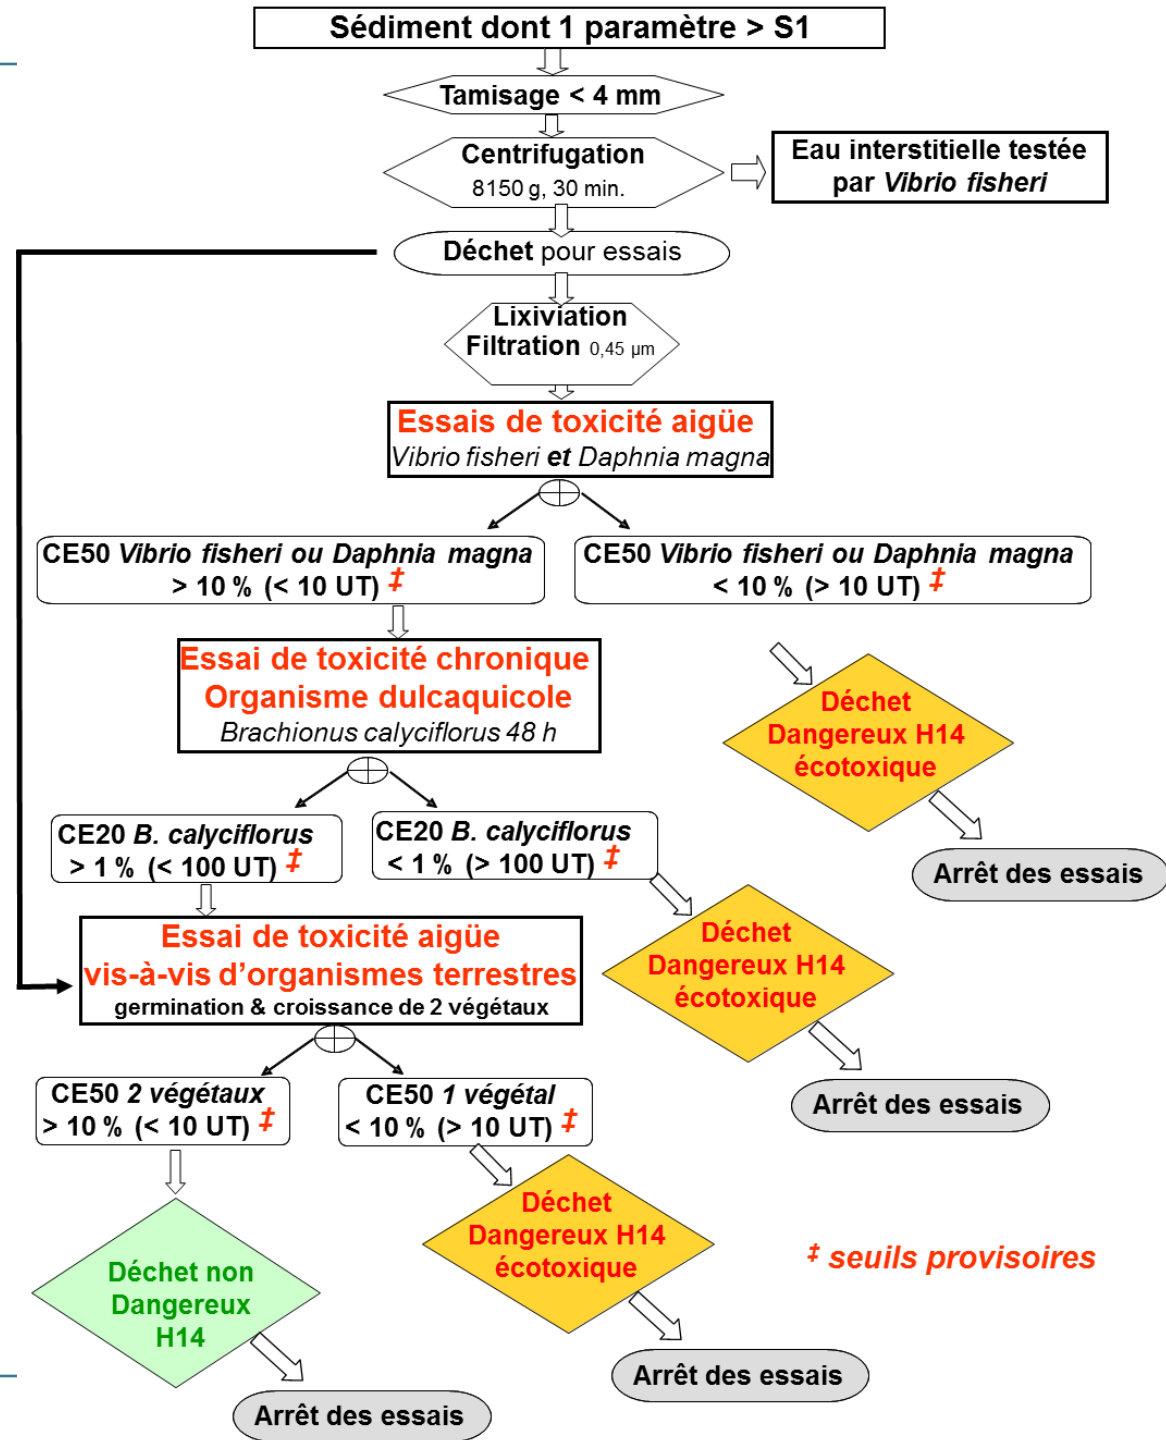 Sédiment dont 1 paramètre > S1
Tamisage < 4 mm
Centrifugation
8150 g, 30 min.
Eau interstitielle testée
par Vibrio fisheri
Déchet pour essais
Lixiviation
Filtration 0,45 µm
Essais de toxicité aigüe
Vibrio fisheri et Daphnia magna
CE50 Vibrio fisheri ou Daphnia magna
> 10 % (< 10 UT) ‡
CE50 Vibrio fisheri ou Daphnia magna
< 10 % (> 10 UT) ‡
Essai de toxicité chronique
Organisme dulcaquicole
Brachionus calyciflorus 48 h
Déchet
Dangereux H14
écotoxique
Arrêt des essais
CE20 B. calyciflorus
> 1 % (< 100 UT) ‡
CE20 B. calyciflorus
< 1 % (> 100 UT) ‡
Déchet
Dangereux H14
écotoxique
Arrêt des essais
Essai de toxicité aigüe
vis-à-vis d'organismes terrestres
germination & croissance de 2 végétaux
CE50 2 végétaux
> 10 % (< 10 UT) ‡
CE50 1 végétal
< 10 % (> 10 UT) ‡
Déchet
Dangereux H14
écotoxique
Arrêt des essais
Déchet non
Dangereux
H14
Arrêt des essais
‡ seuils provisoires